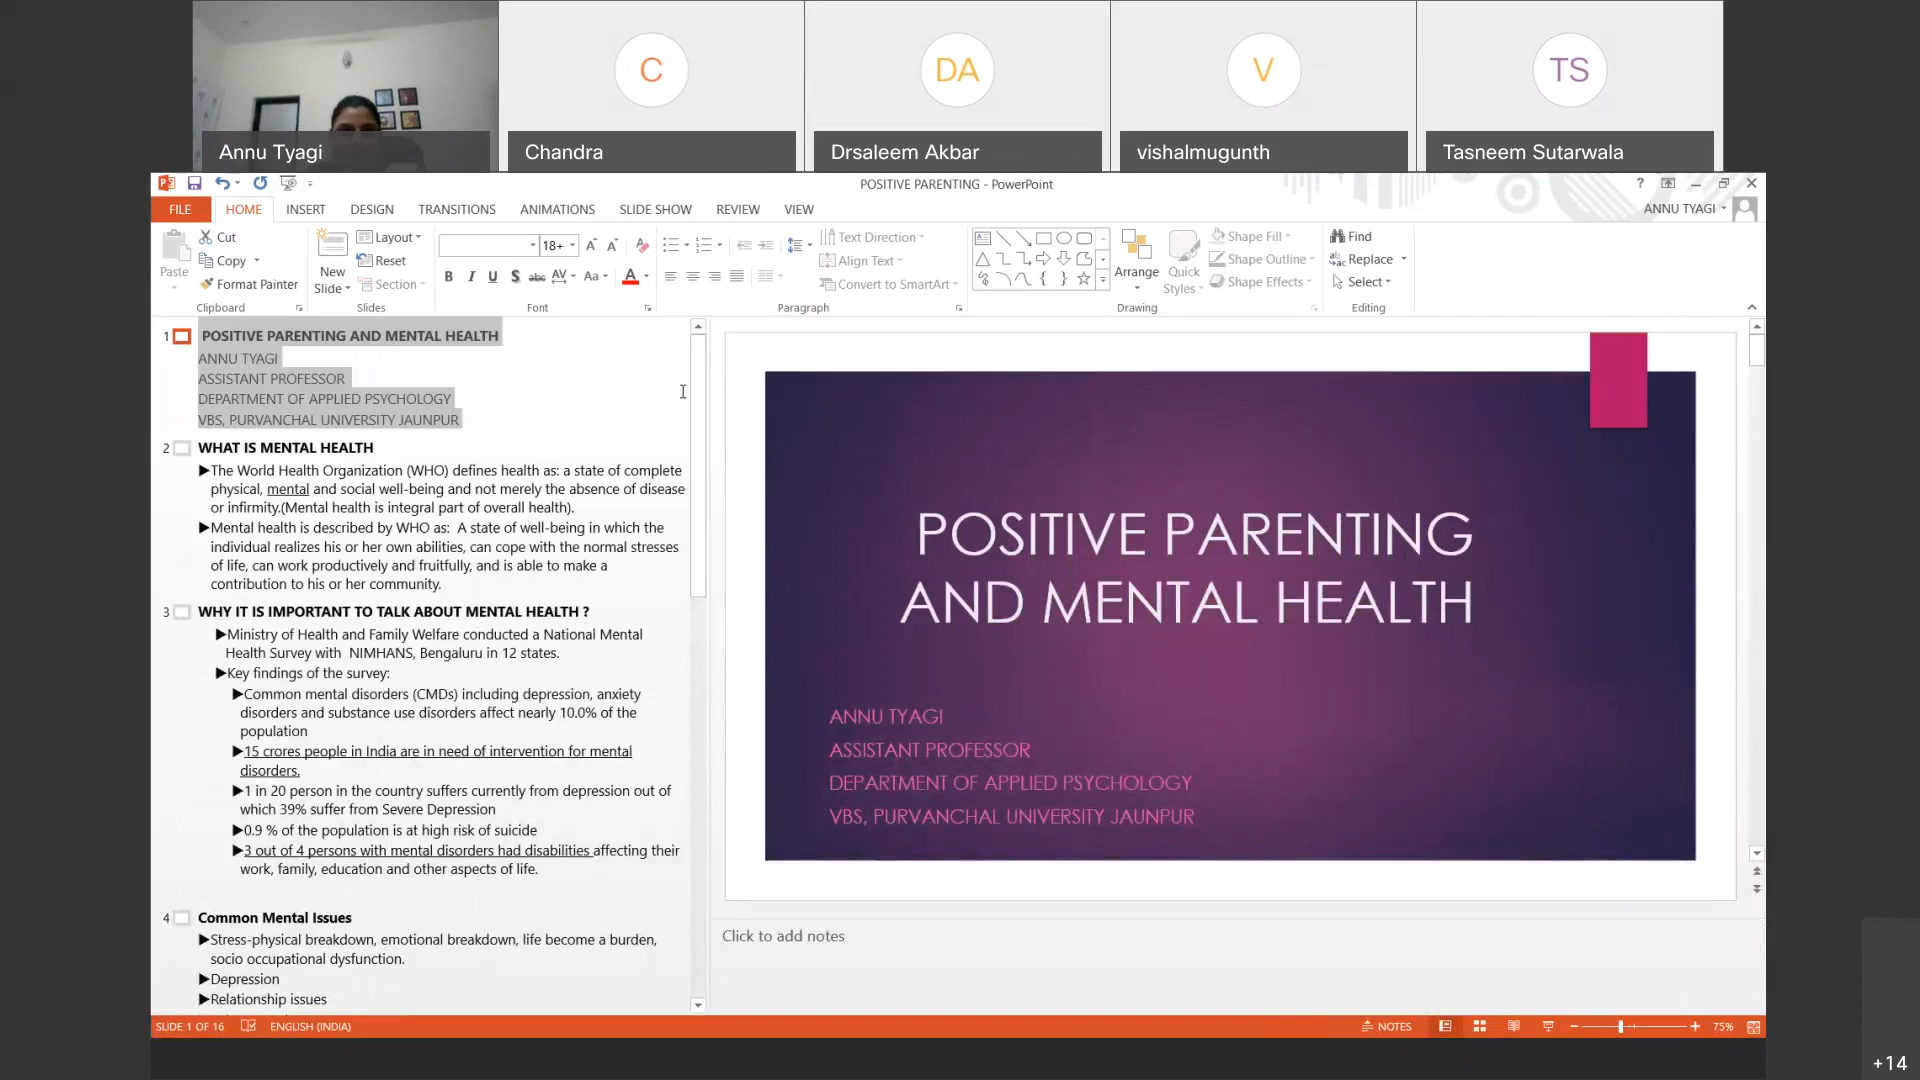 C
DA
V
TS
Annu Tyagi
Chandra
Drsaleem Akbar
vishalmugunth
Tasneem Sutarwala
POSITIVE PARENTING - PowerPoint
?
FILE
HOME
INSERT
DESIGN
TRANSITIONS
ANIMATIONS
SLIDE SHOW
REVIEW
VIEW
ANNU TYAGI
Paste
Cut
Copy
Format Painter
Clipboard
New
Slide
Layout
Reset
Section
Slides
18+
B I U S abc AV Aa A
Font
Text Direction
Align Text
Convert to SmartArt
Paragraph
Arrange
Quick
Styles
Shape Fill
Shape Outline
Shape Effects
Drawing
Find
Replace
Select
Editing
1 POSITIVE PARENTING AND MENTAL HEALTH
ANNU TYAGI
ASSISTANT PROFESSOR
DEPARTMENT OF APPLIED PSYCHOLOGY
VBS, PURVANCHAL UNIVERSITY JAUNPUR
2 WHAT IS MENTAL HEALTH
▶The World Health Organization (WHO) defines health as: a state of complete
physical, mental and social well-being and not merely the absence of disease
or infirmity.(Mental health is integral part of overall health).
▶Mental health is described by WHO as:  A state of well-being in which the
individual realizes his or her own abilities, can cope with the normal stresses
of life, can work productively and fruitfully, and is able to make a
contribution to his or her community.
3 WHY IT IS IMPORTANT TO TALK ABOUT MENTAL HEALTH ?
▶Ministry of Health and Family Welfare conducted a National Mental
Health Survey with  NIMHANS, Bengaluru in 12 states.
▶Key findings of the survey:
▶Common mental disorders (CMDs) including depression, anxiety
disorders and substance use disorders affect nearly 10.0% of the
population
▶15 crores people in India are in need of intervention for mental
disorders.
▶1 in 20 person in the country suffers currently from depression out of
which 39% suffer from Severe Depression
▶0.9 % of the population is at high risk of suicide
▶3 out of 4 persons with mental disorders had disabilities affecting their
work, family, education and other aspects of life.
4 Common Mental Issues
▶Stress-physical breakdown, emotional breakdown, life become a burden,
socio occupational dysfunction.
▶Depression
▶Relationship issues
POSITIVE PARENTING
AND MENTAL HEALTH
ANNU TYAGI
ASSISTANT PROFESSOR
DEPARTMENT OF APPLIED PSYCHOLOGY
VBS, PURVANCHAL UNIVERSITY JAUNPUR
Click to add notes
SLIDE 1 OF 16
ENGLISH (INDIA)
NOTES
75%
+14